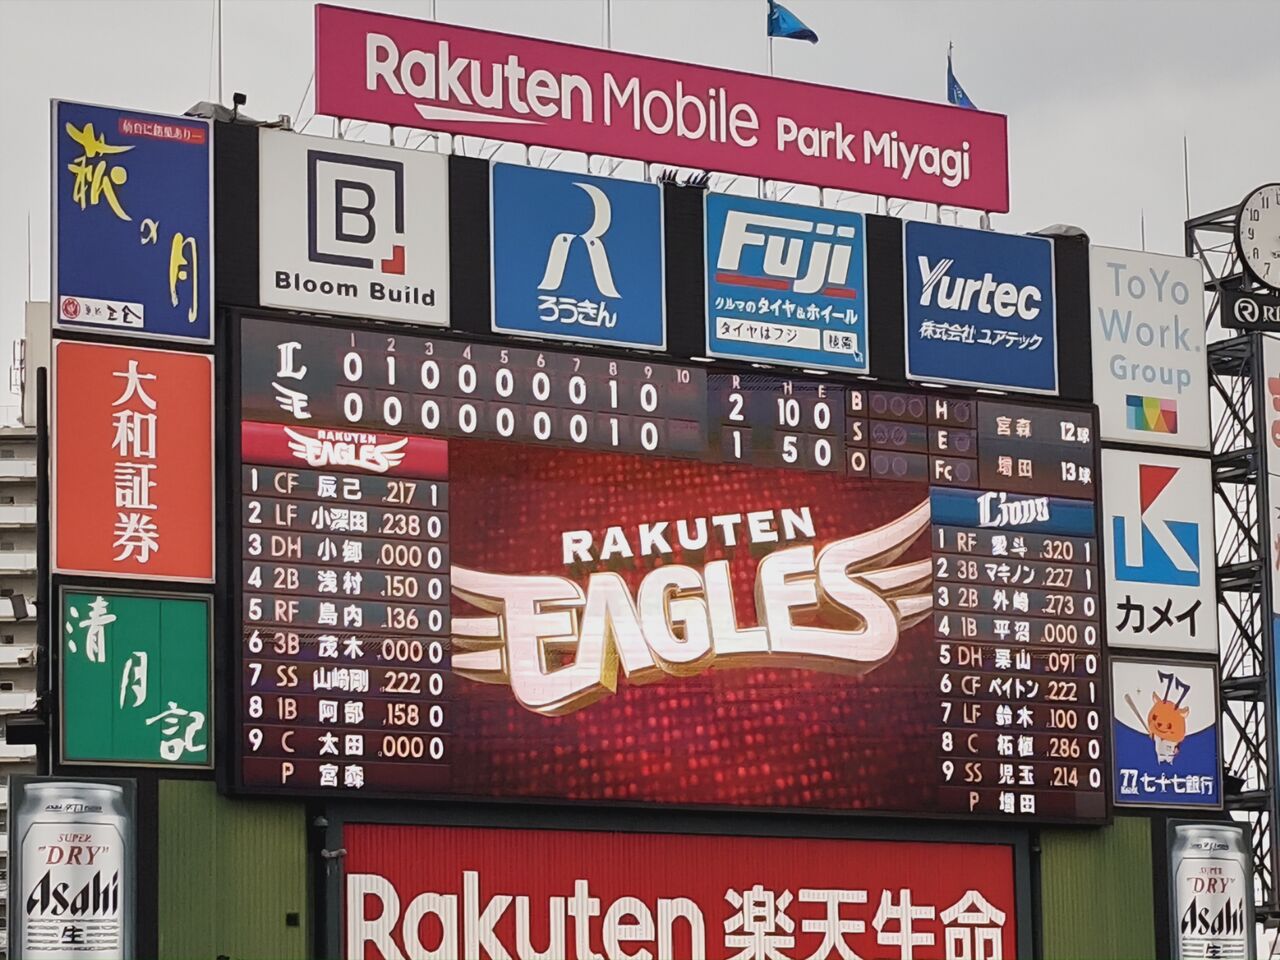 Rakuten Mobile Park Miyagi
萩の月
B
Bloom Build
ろうきん
Fuji
クルマのタイヤ&ホイール
タイヤはフジ 検索
Yurtec
株式会社 ユアテック
ToYo
Work.
Group
大和証券
清月記
カメイ
77
77 七十七銀行
1 2 3 4 5 6 7 8 9 10 R H E
L 0 1 0 0 0 0 0 1 0 2 10 0
E 0 0 0 0 0 0 0 1 0 1 5 0
B H 宮森 12球
S E 増田 13球
O Fc
RAKUTEN
EAGLES
1 CF 辰己 .217 1
2 LF 小深田 .238 0
3 DH 小郷 .000 0
4 2B 浅村 .150 0
5 RF 島内 .136 0
6 3B 茂木 .000 0
7 SS 山﨑剛 .222 0
8 1B 阿部 .158 0
9 C 太田 .000 0
P 宮森
RAKUTEN
EAGLES
Lions
1 RF 愛斗 .320 1
2 3B マキノン .227 1
3 2B 外崎 .273 0
4 1B 平沼 .000 0
5 DH 栗山 .091 0
6 CF ペイトン .222 1
7 LF 鈴木 .100 0
8 C 柘植 .286 0
9 SS 児玉 .214 0
P 増田
SUPER
"DRY"
Asahi
生
Rakuten 楽天生命
SUPER
"DRY"
Asahi
生